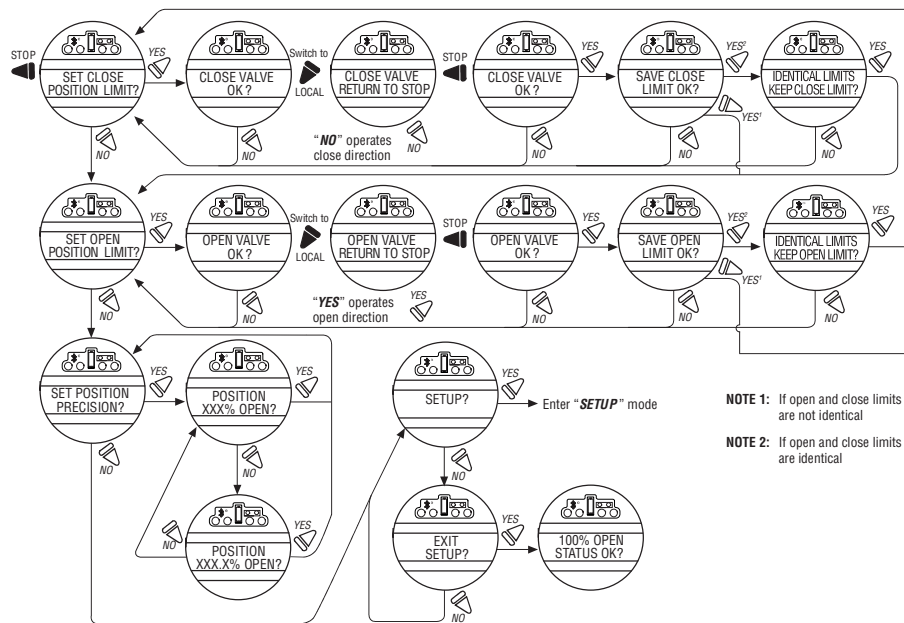 STOP
SET CLOSE
POSITION LIMIT?
YES
NO
CLOSE VALVE
OK ?
NO
Switch to
LOCAL
CLOSE VALVE
RETURN TO STOP
NO
"NO" operates
close direction
STOP
CLOSE VALVE
OK ?
YES
NO
SAVE CLOSE
LIMIT OK?
YES²
YES¹
NO
IDENTICAL LIMITS
KEEP CLOSE LIMIT?
YES
NO
SET OPEN
POSITION LIMIT?
YES
NO
OPEN VALVE
OK ?
NO
Switch to
LOCAL
OPEN VALVE
RETURN TO STOP
"YES" operates
open direction
YES
STOP
OPEN VALVE
OK?
YES
NO
SAVE OPEN
LIMIT OK?
YES²
YES¹
NO
IDENTICAL LIMITS
KEEP OPEN LIMIT?
YES
NO
SET POSITION
PRECISION?
YES
NO
POSITION
XXX% OPEN?
YES
NO
POSITION
XXX.X% OPEN?
YES
NO
SETUP?
YES
Enter "SETUP" mode
NO
EXIT
SETUP?
YES
NO
100% OPEN
STATUS OK?
NOTE 1: If open and close limits
are not identical
NOTE 2: If open and close limits
are identical